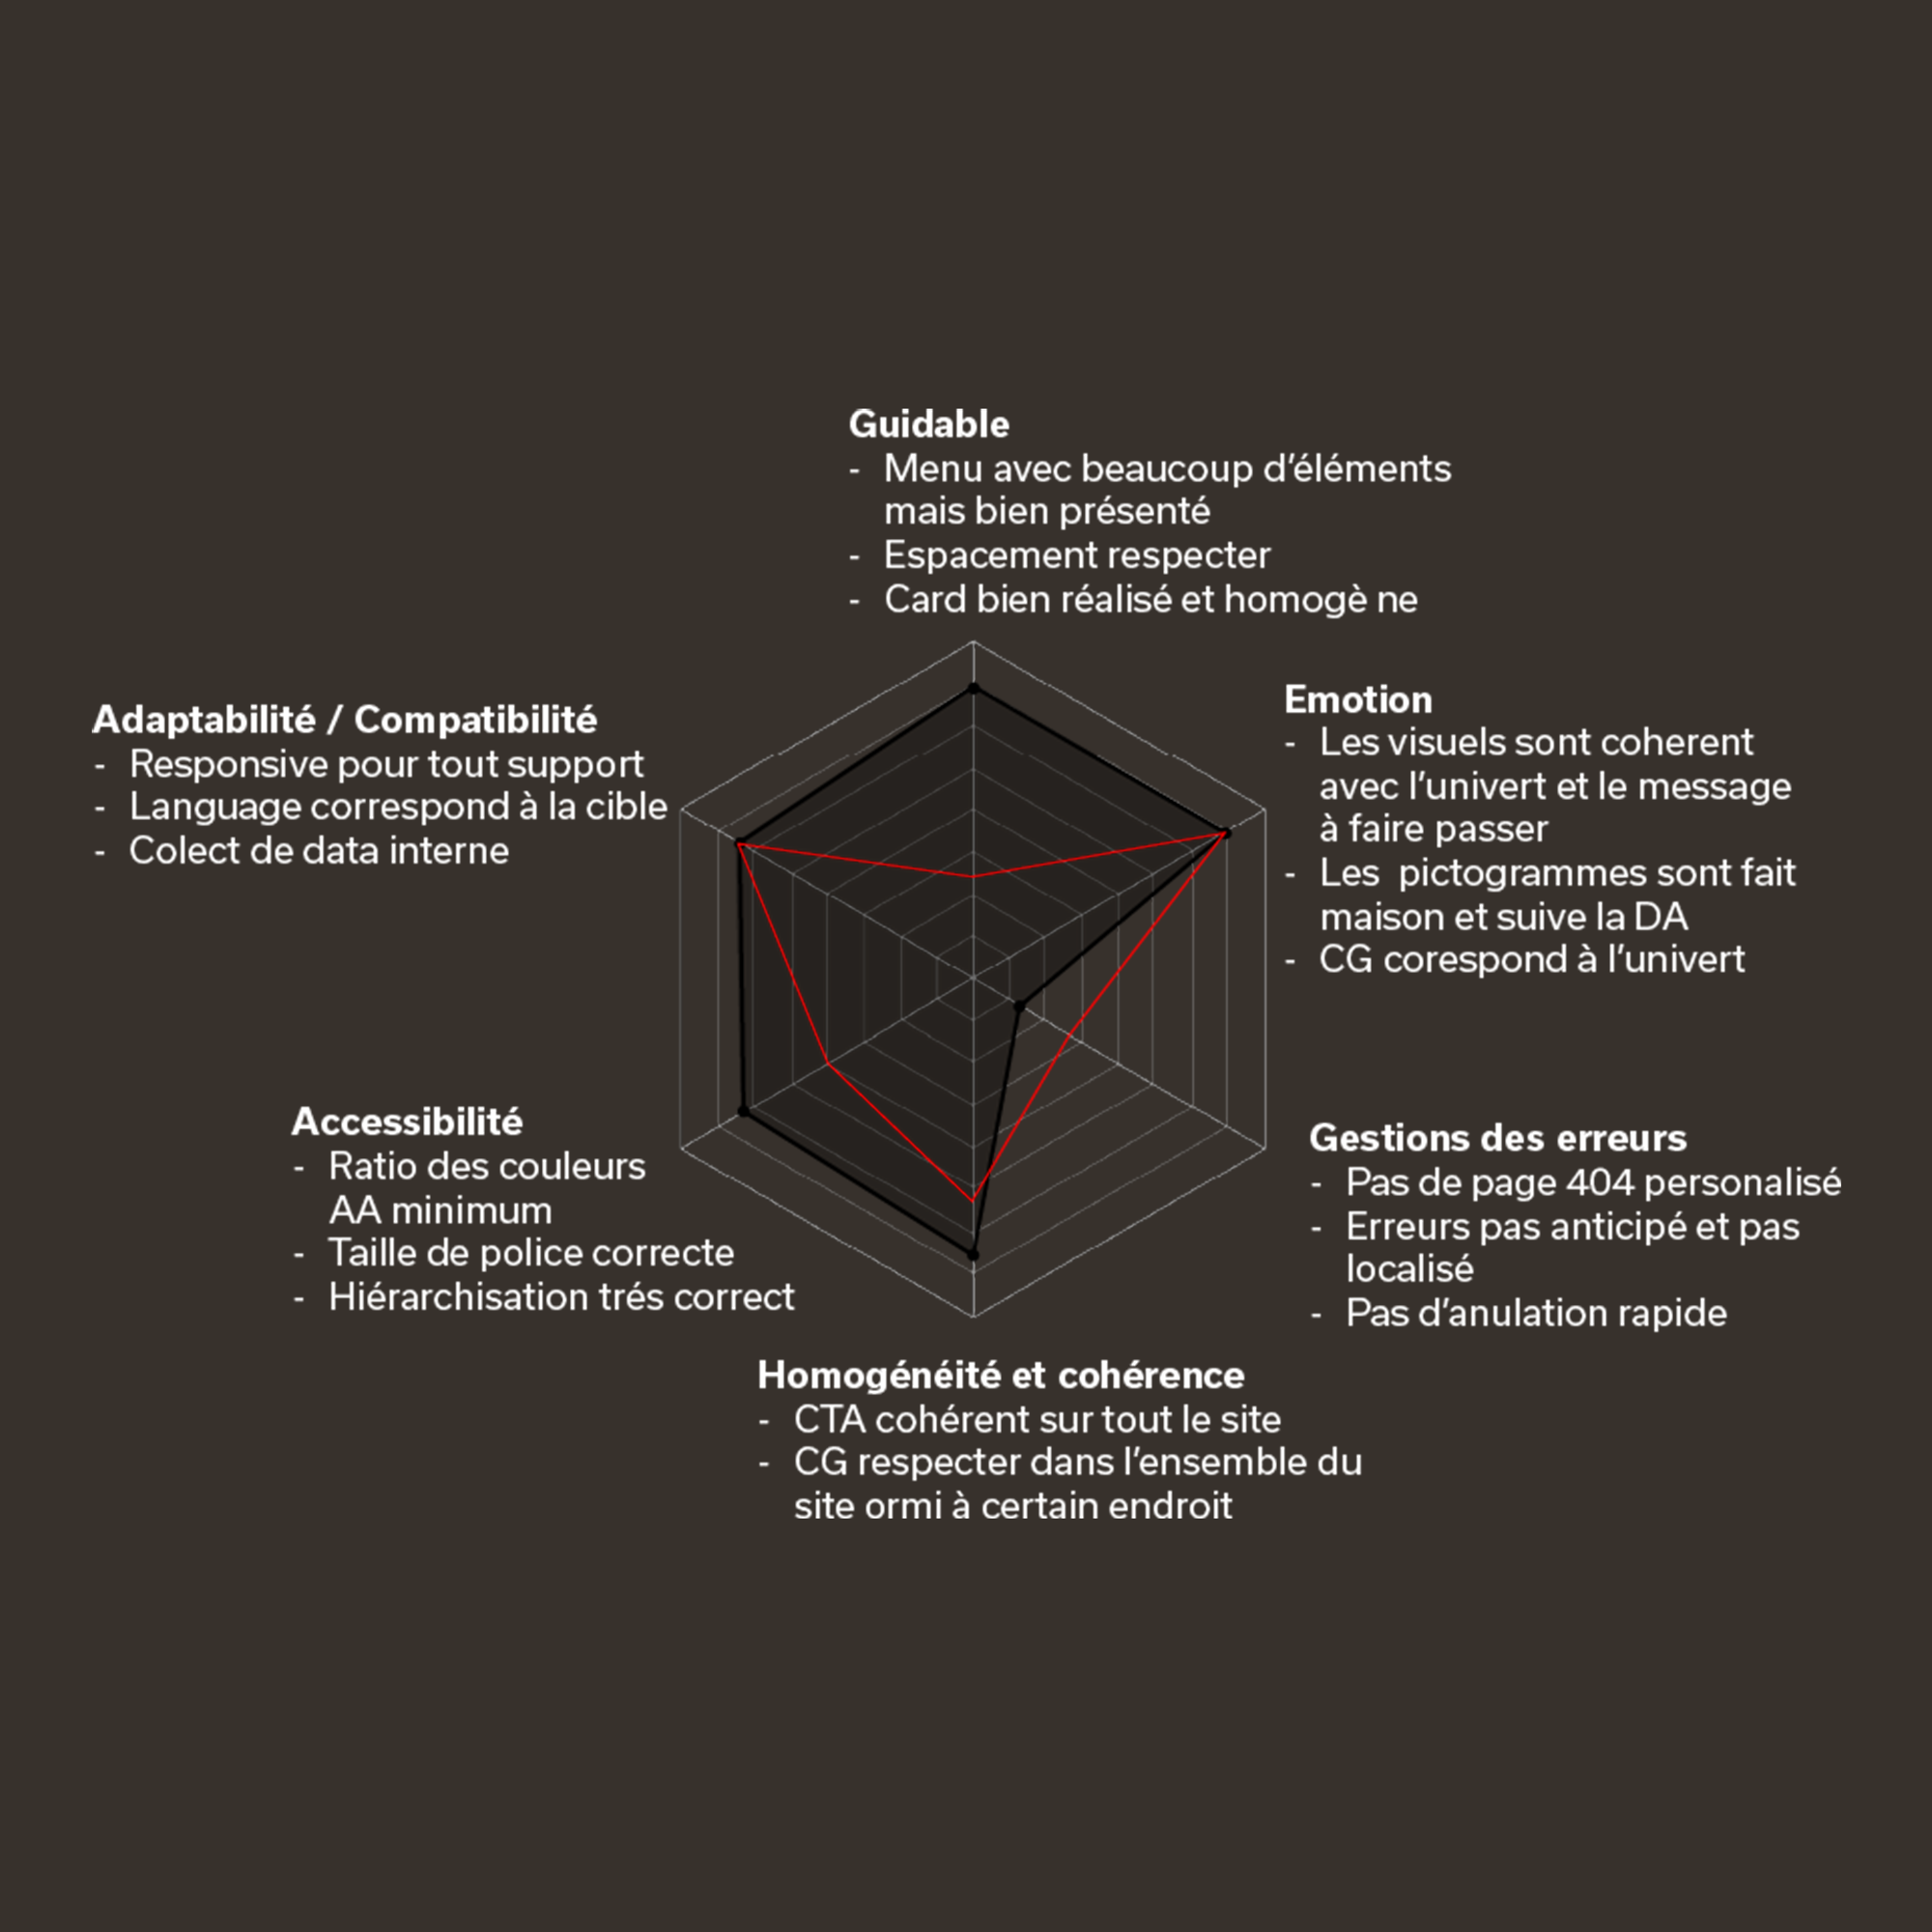 Guidable
- Menu avec beaucoup d'éléments
mais bien présenté
- Espacement respecter
- Card bien réalisé et homogè ne
Adaptabilité / Compatibilité
- Responsive pour tout support
- Language correspond à la cible
- Colect de data interne
Emotion
- Les visuels sont coherent
avec l'univert et le message
à faire passer
- Les  pictogrammes sont fait
maison et suive la DA
- CG corespond à l'univert
Accessibilité
- Ratio des couleurs
AA minimum
- Taille de police correcte
- Hiérarchisation trés correct
Gestions des erreurs
- Pas de page 404 personalisé
- Erreurs pas anticipé et pas
localisé
- Pas d'anulation rapide
Homogénéité et cohérence
- CTA cohérent sur tout le site
- CG respecter dans l'ensemble du
site ormi à certain endroit